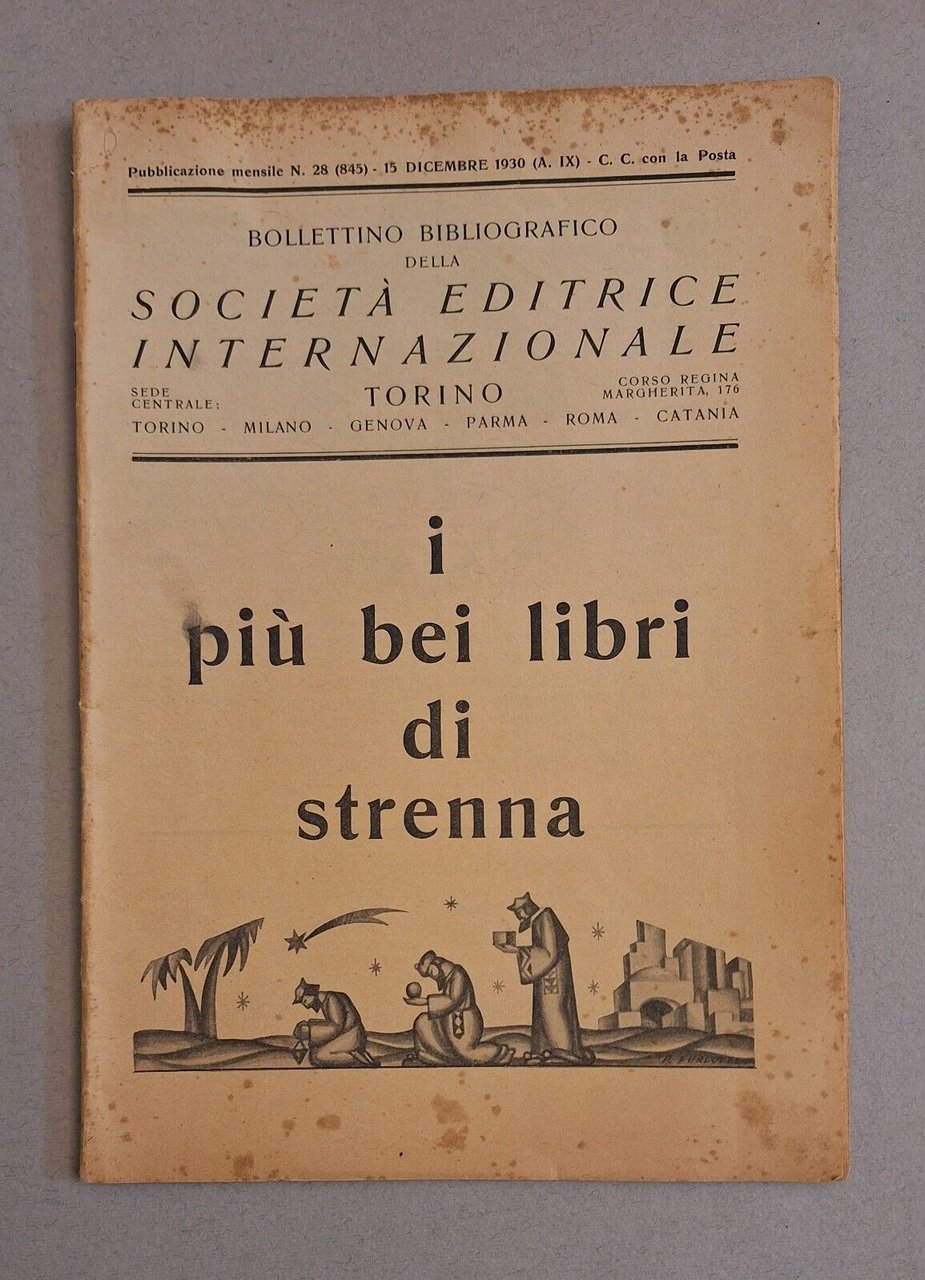 Pubblicazione mensile N. 28 (845) - 15 DICEMBRE 1930 (A. IX) - C. C. con la Posta
BOLLETTINO BIBLIOGRAFICO
DELLA
SOCIETÀ EDITRICE
INTERNAZIONALE
SEDE
CENTRALE:
TORINO
CORSO REGINA
MARGHERITA, 176
TORINO - MILANO - GENOVA - PARMA - ROMA - CATANIA
i
più bei libri
di
strenna